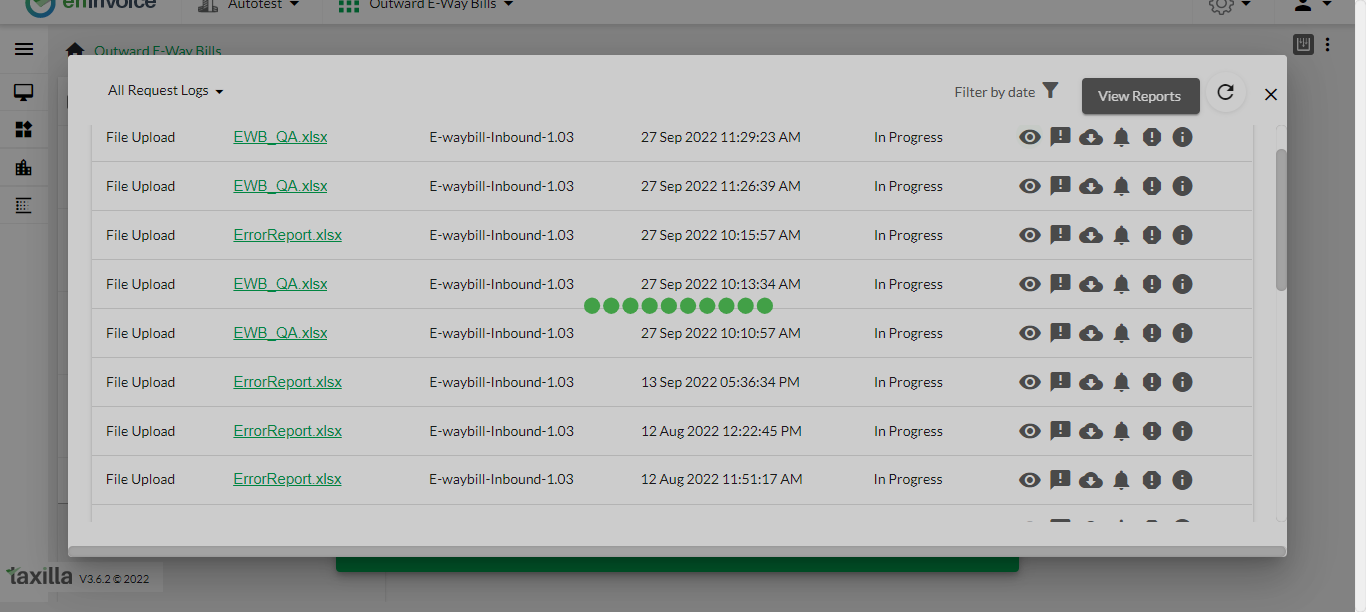 eninvoice
Autotest
Outward E-Way Bills
Outward E-Way Bills
All Request Logs
Filter by date
View Reports
File Upload EWB_QA.xlsx E-waybill-Inbound-1.03 27 Sep 2022 11:29:23 AM In Progress
File Upload EWB_QA.xlsx E-waybill-Inbound-1.03 27 Sep 2022 11:26:39 AM In Progress
File Upload ErrorReport.xlsx E-waybill-Inbound-1.03 27 Sep 2022 10:15:57 AM In Progress
File Upload EWB_QA.xlsx E-waybill-Inbound-1.03 27 Sep 2022 10:13:34 AM In Progress
File Upload EWB_QA.xlsx E-waybill-Inbound-1.03 27 Sep 2022 10:10:57 AM In Progress
File Upload ErrorReport.xlsx E-waybill-Inbound-1.03 13 Sep 2022 05:36:34 PM In Progress
File Upload ErrorReport.xlsx E-waybill-Inbound-1.03 12 Aug 2022 12:22:45 PM In Progress
File Upload ErrorReport.xlsx E-waybill-Inbound-1.03 12 Aug 2022 11:51:17 AM In Progress
taxilla V3.6.2 © 2022